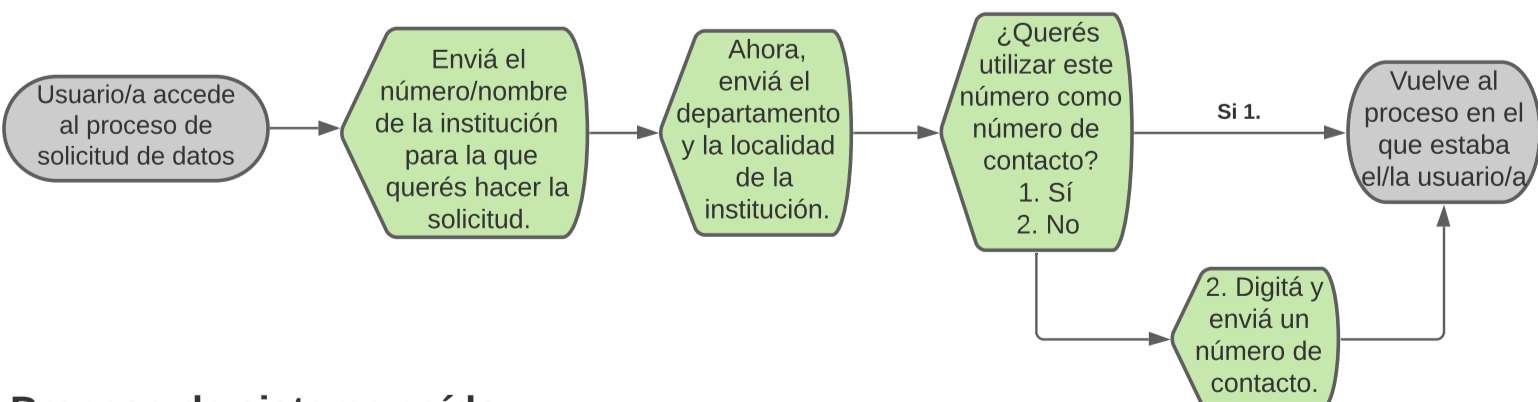 Usuario/a accede
al proceso de
solicitud de datos
Enviá el
número/nombre
de la institución
para la que
querés hacer la
solicitud.
Ahora,
enviá el
departamento
y la localidad
de la
institución.
¿Querés
utilizar este
número como
número de
contacto?
1. Sí
2. No
Si 1.
Vuelve al
proceso en el
que estaba
el/la usuario/a
2. Digitá y
enviá un
número de
contacto.